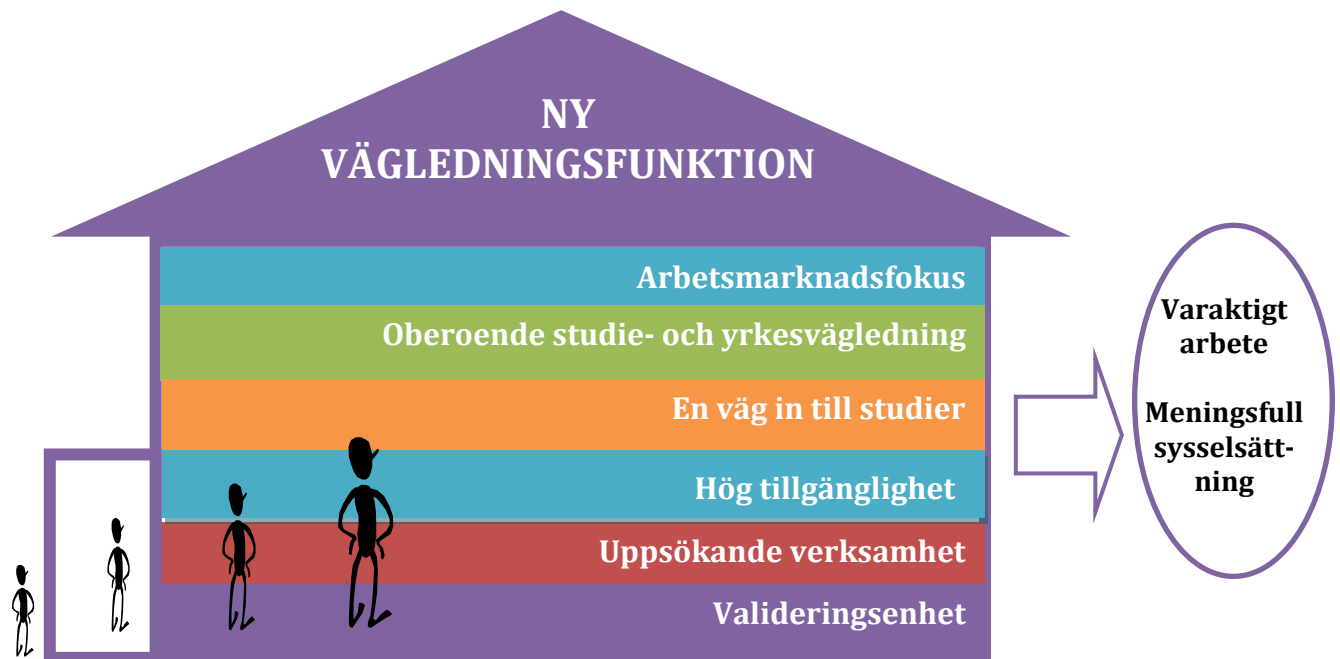 NY
VÄGLEDNINGSFUNKTION
Arbetsmarknadsfokus
Oberoende studie- och yrkesvägledning
En väg in till studier
Hög tillgänglighet
Uppsökande verksamhet
Valideringsenhet
Varaktigt
arbete
Meningsfull
sysselsätt-
ning